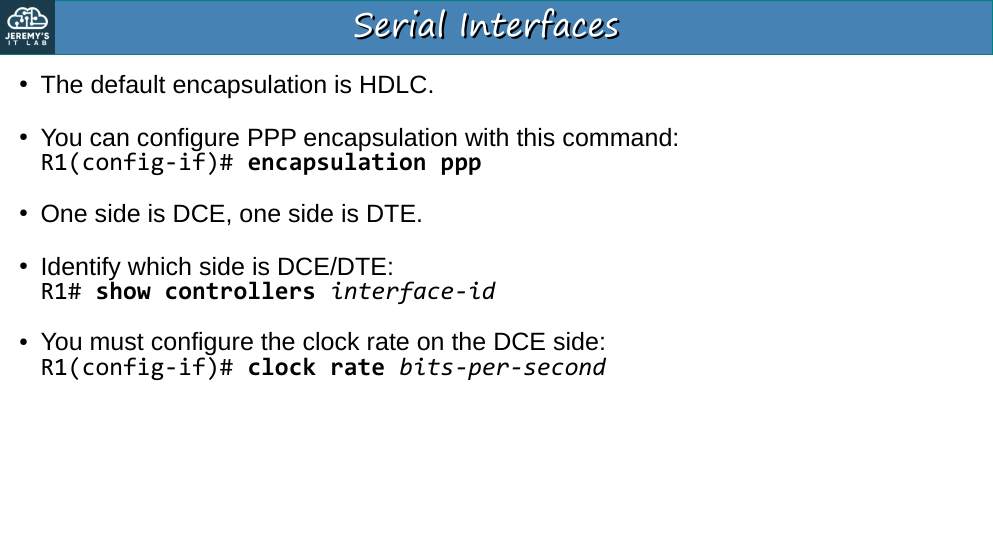 JEREMY'S
IT LAB
Serial Interfaces
• The default encapsulation is HDLC.
• You can configure PPP encapsulation with this command:
R1(config-if)# encapsulation ppp
• One side is DCE, one side is DTE.
• Identify which side is DCE/DTE:
R1# show controllers interface-id
• You must configure the clock rate on the DCE side:
R1(config-if)# clock rate bits-per-second